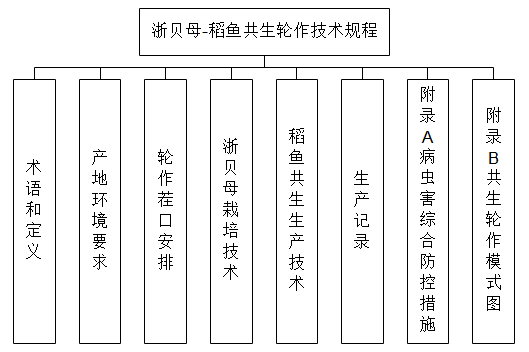 浙贝母-稻鱼共生轮作技术规程
术语和定义
产地环境要求
轮作茬口安排
浙贝母栽培技术
稻鱼共生生产技术
生产记录
附录A病虫害综合防控措施
附录B共生轮作模式图